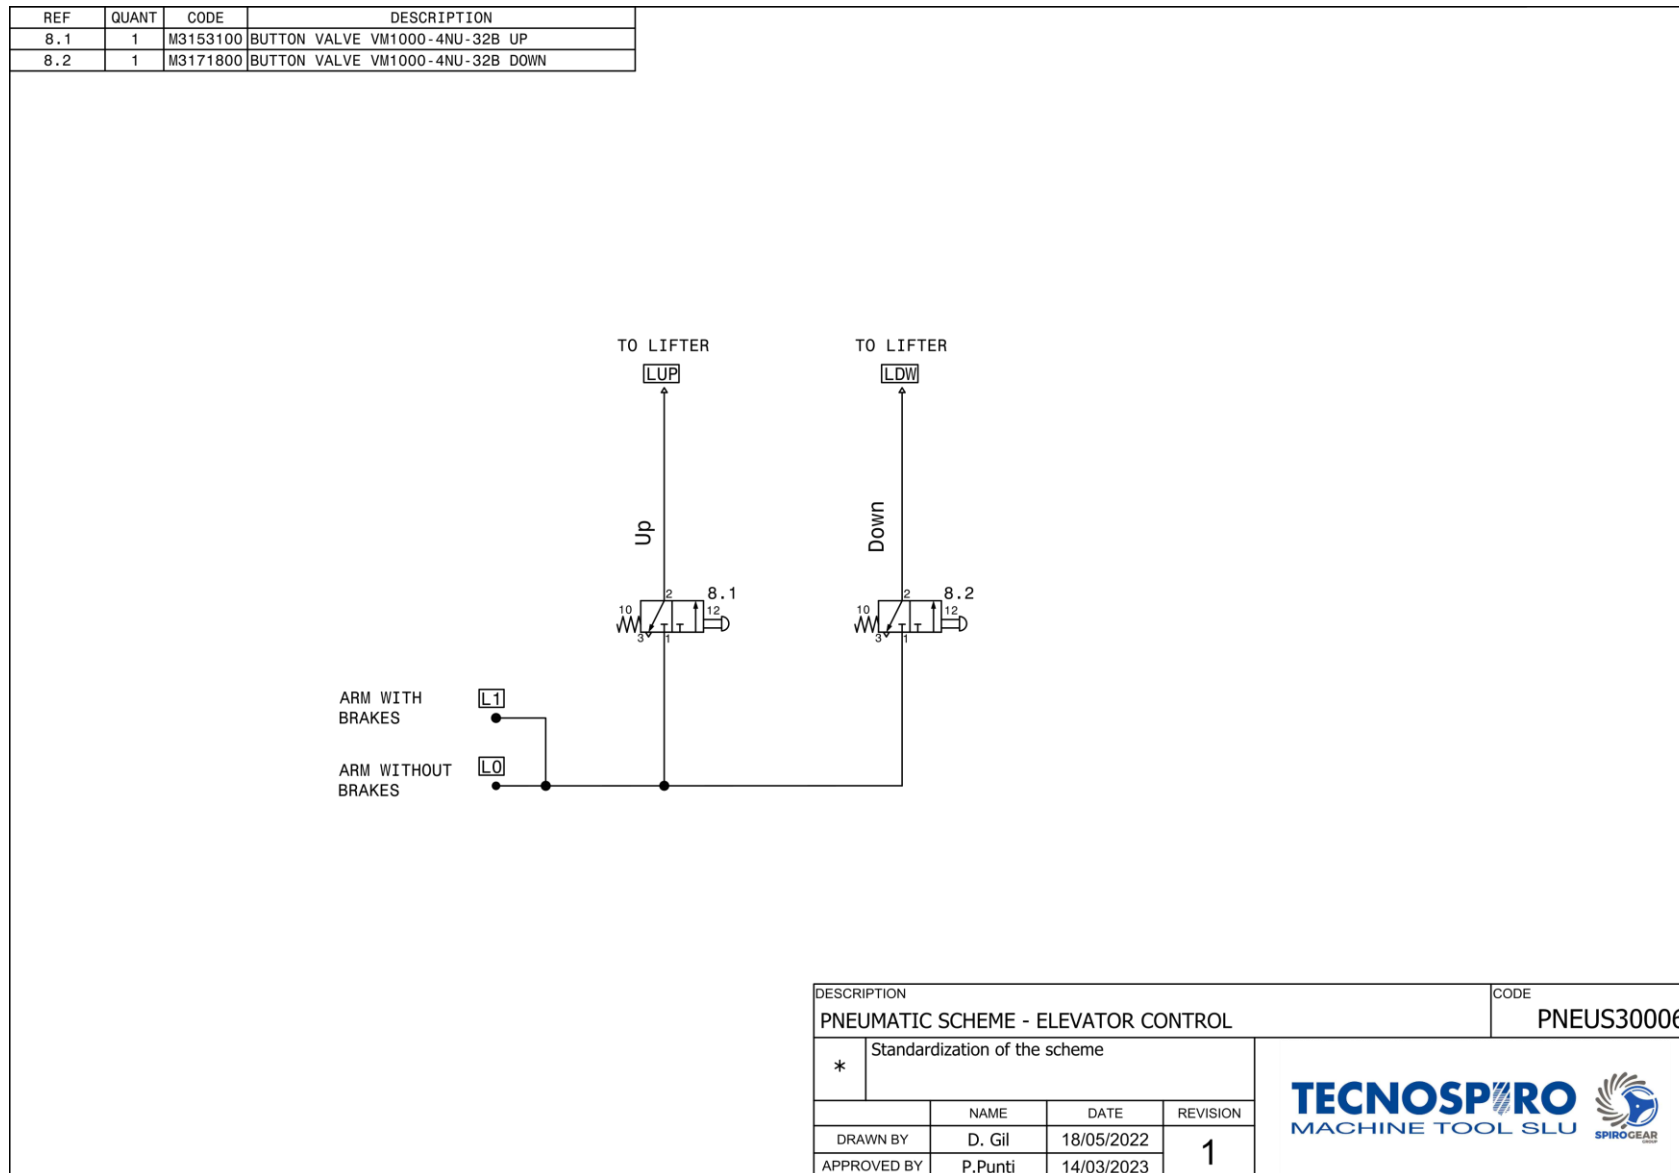 REF QUANT CODE DESCRIPTION
8.1 1 M3153100 BUTTON VALVE VM1000-4NU-32B UP
8.2 1 M3171800 BUTTON VALVE VM1000-4NU-32B DOWN
TO LIFTER TO LIFTER
LUP LDW
Up Down
2 8.1 2 8.2
10 12 10 12
3 1 3 1
ARM WITH L1
BRAKES
ARM WITHOUT L0
BRAKES
DESCRIPTION CODE
PNEUMATIC SCHEME - ELEVATOR CONTROL PNEUS30006
* Standardization of the scheme
NAME DATE REVISION
DRAWN BY D. Gil 18/05/2022 1
APPROVED BY P.Punti 14/03/2023
TECNOSPIRO
MACHINE TOOL SLU
SPIROGEAR
GROUP